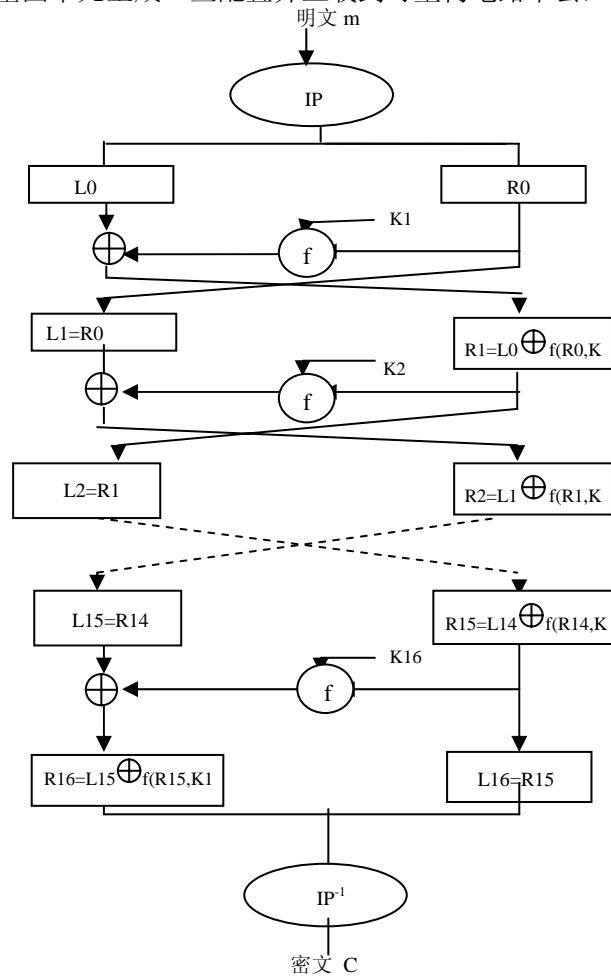 明文 m
IP
L0
R0
K1
f
L1=R0
R1=L0⊕f(R0,K
K2
f
L2=R1
R2=L1⊕f(R1,K
L15=R14
R15=L14⊕f(R14,K
K16
f
R16=L15⊕f(R15,K1
L16=R15
IP⁻¹
密文 C